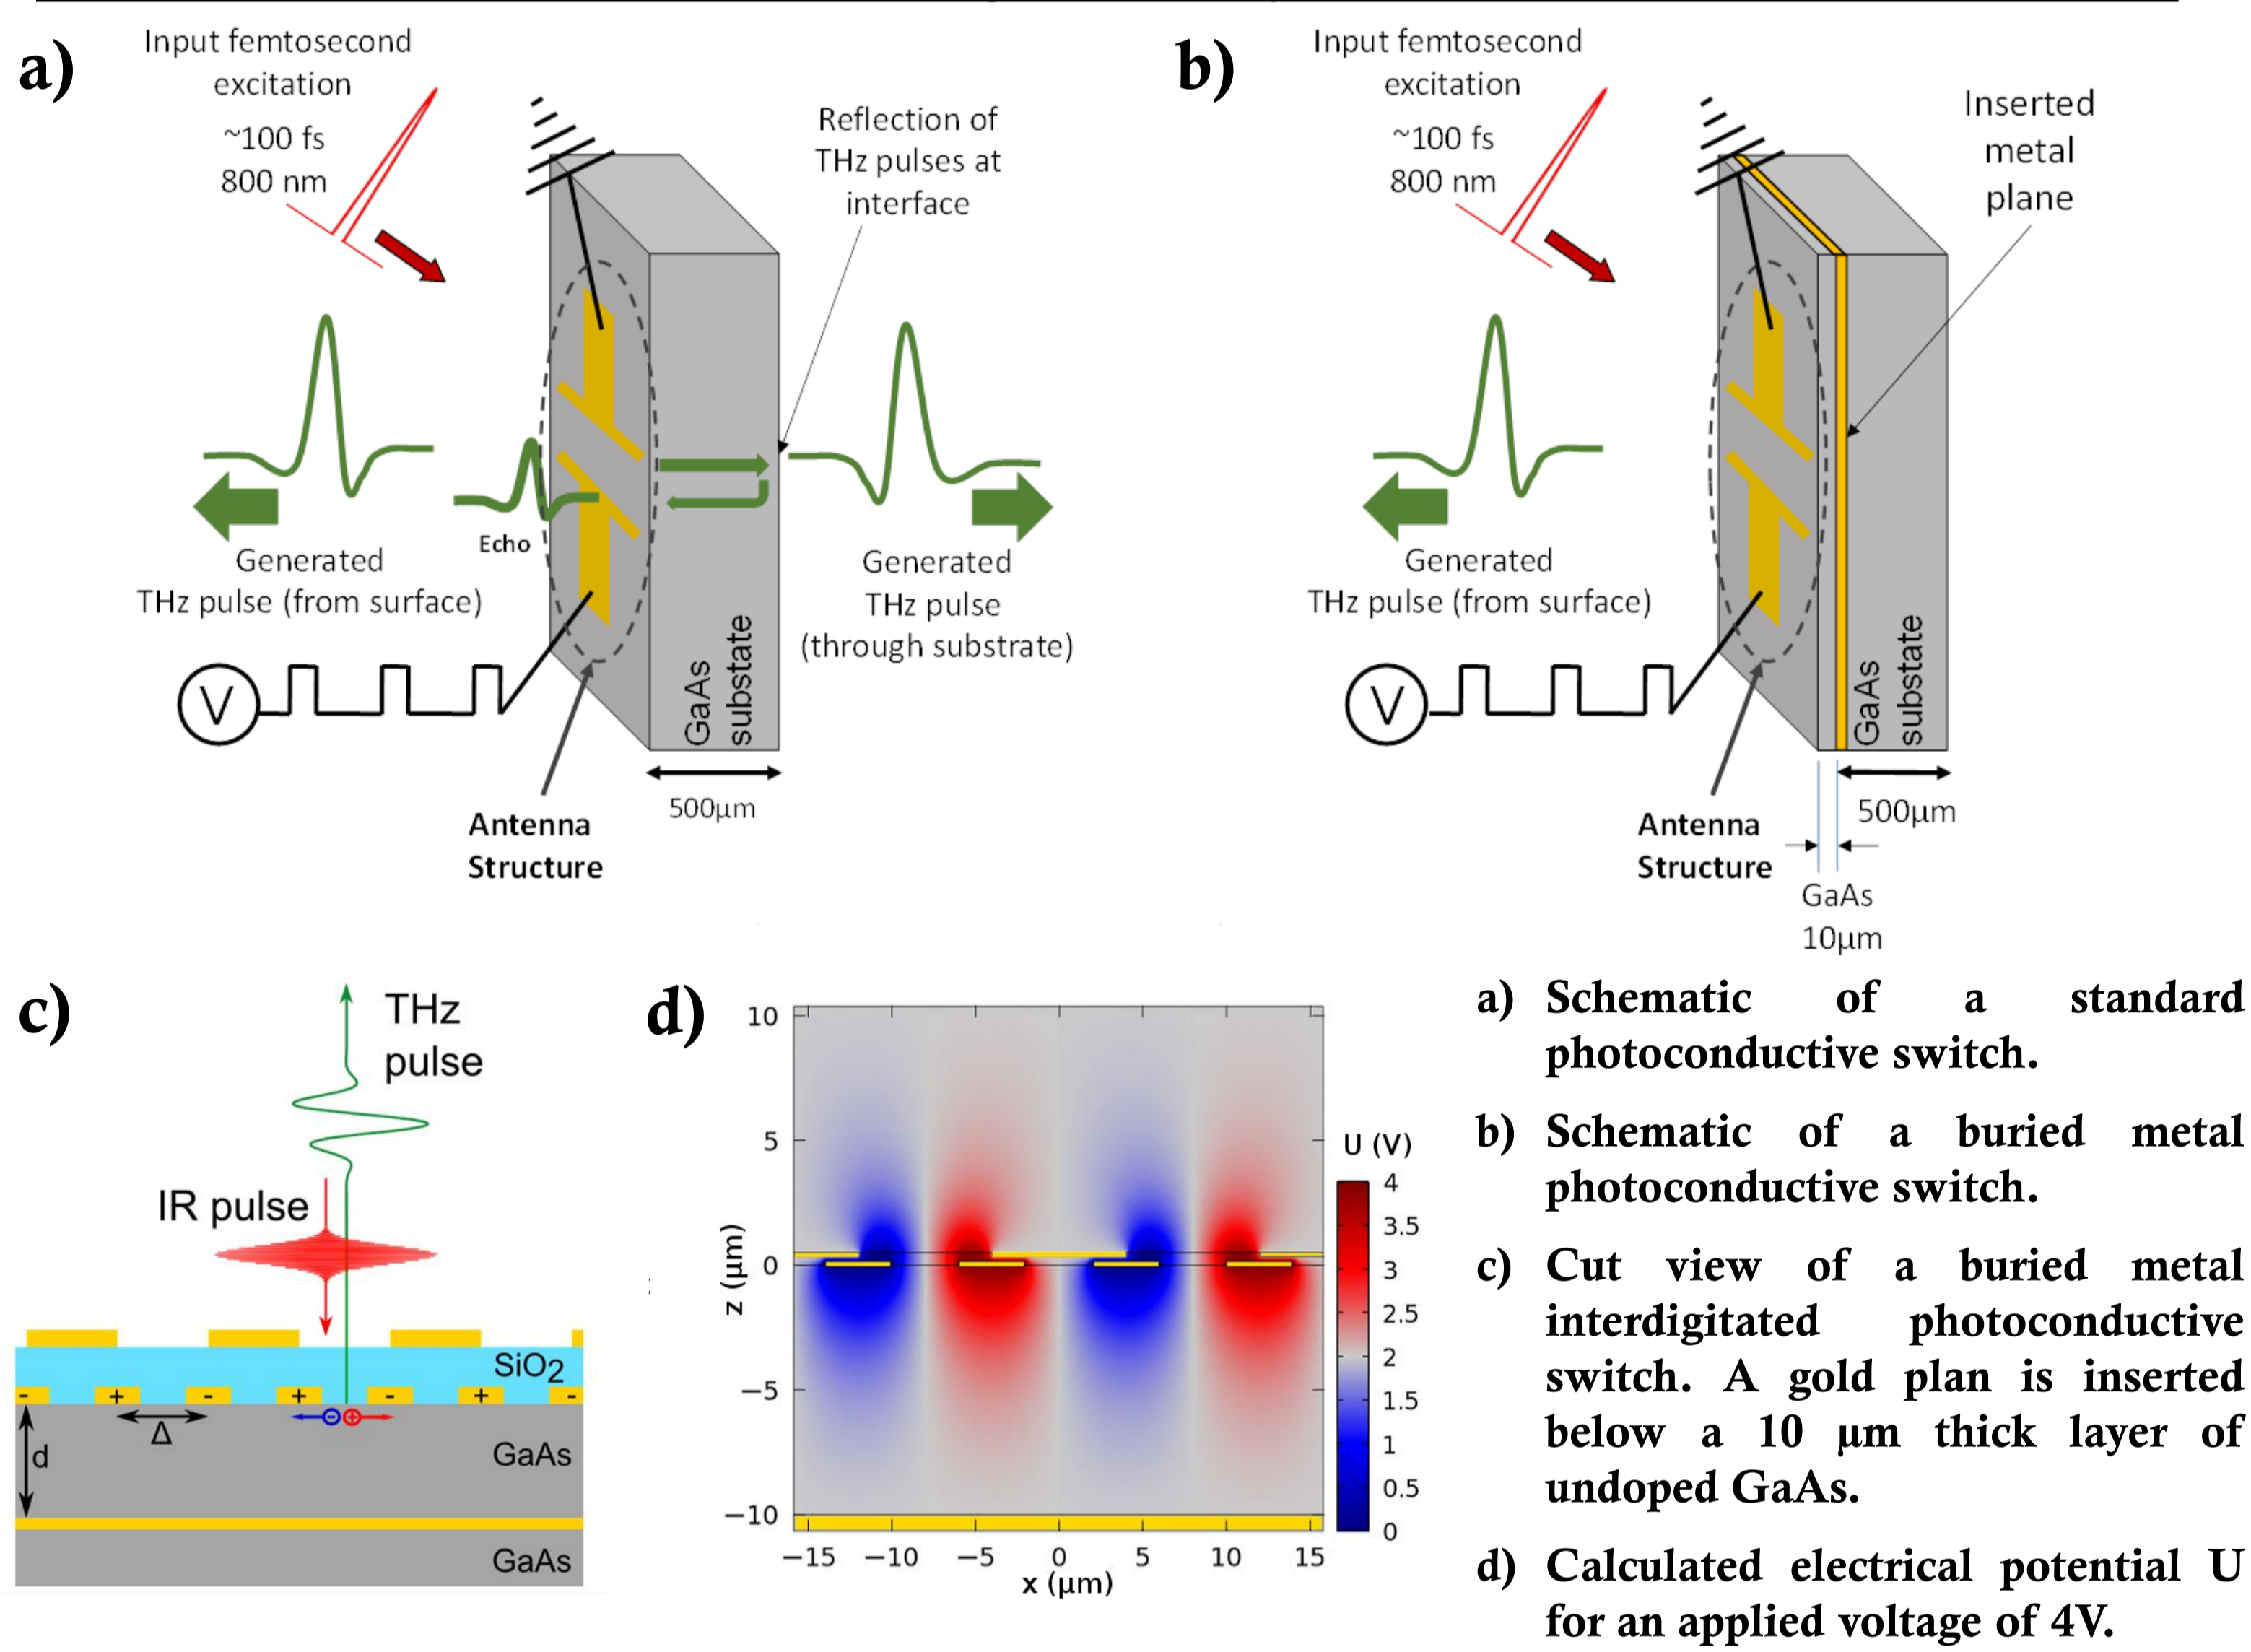 a)
Input femtosecond
excitation
~100 fs
800 nm
Reflection of
THz pulses at
interface
Echo
Generated
THz pulse (from surface)
Generated
THz pulse
(through substrate)
V
GaAs
substate
500µm
Antenna
Structure
b)
Input femtosecond
excitation
~100 fs
800 nm
Inserted
metal
plane
Generated
THz pulse (from surface)
V
GaAs
substrate
500µm
Antenna
Structure
GaAs
10µm
c)
THz
pulse
IR pulse
SiO2
- + - + - + -
Δ
- +
d
GaAs
GaAs
d)
10
5
0
−5
−10
z (µm)
−15 −10 −5 0 5 10 15
x (µm)
U (V)
4
3.5
3
2.5
2
1.5
1
0.5
0
a) Schematic of a standard
photoconductive switch.
b) Schematic of a buried metal
photoconductive switch.
c) Cut view of a buried metal
interdigitated photoconductive
switch. A gold plan is inserted
below a 10 µm thick layer of
undoped GaAs.
d) Calculated electrical potential U
for an applied voltage of 4V.